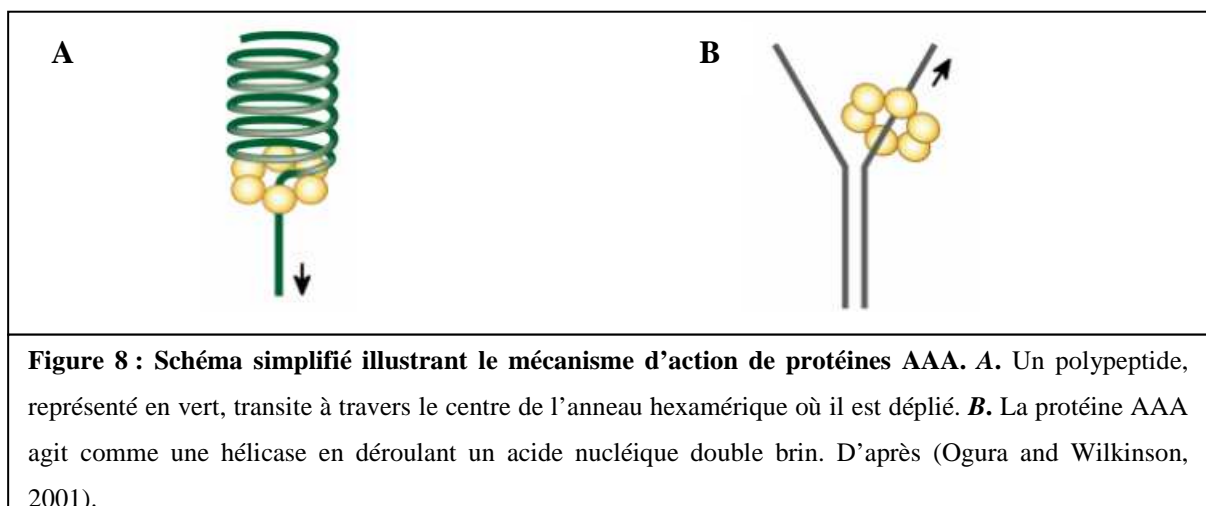 A B
Figure 8 : Schéma simplifié illustrant le mécanisme d’action de protéines AAA. A. Un polypeptide,
représenté en vert, transite à travers le centre de l’anneau hexamérique où il est déplié. B. La protéine AAA
agit comme une hélicase en déroulant un acide nucléique double brin. D’après (Ogura and Wilkinson,
2001).